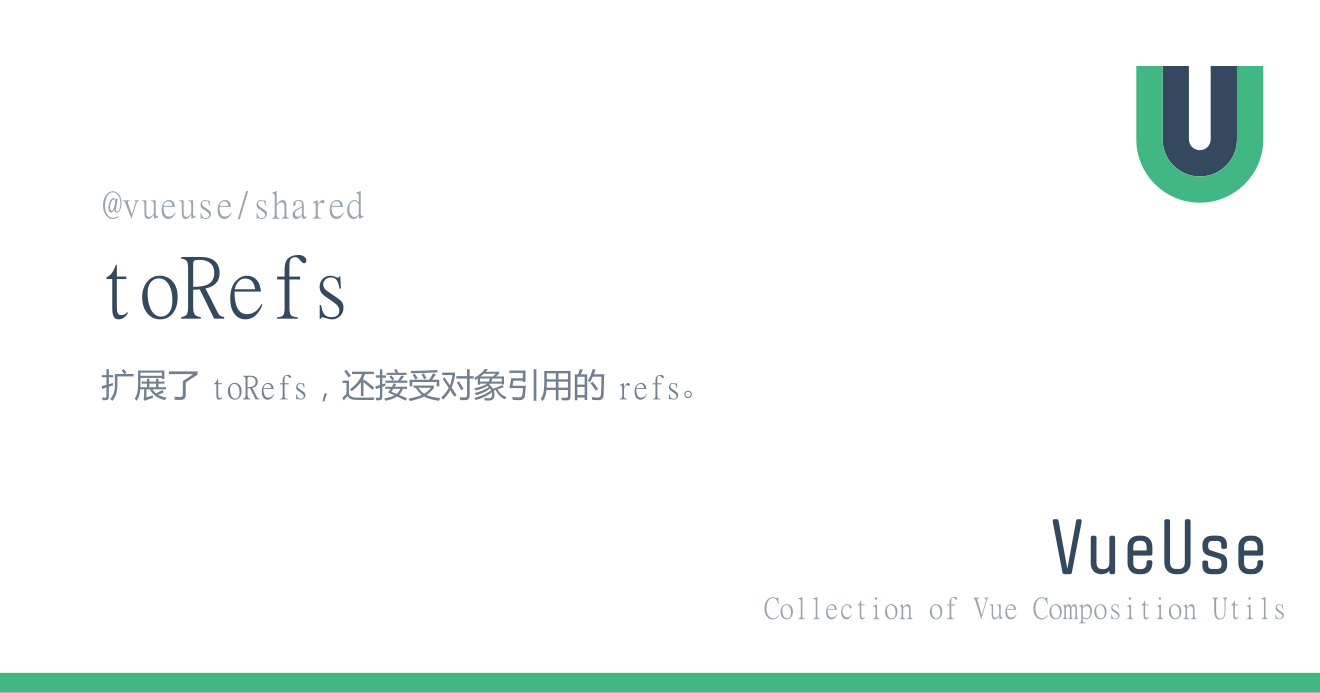 @vueuse/shared
toRefs
扩展了 toRefs，还接受对象引用的 refs。
VueUse
Collection of Vue Composition Utils